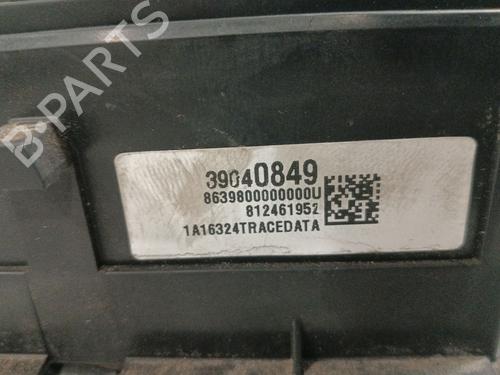 B-PARTS
39040849
8639800000000U
812461952
1A16324TRACEDATA